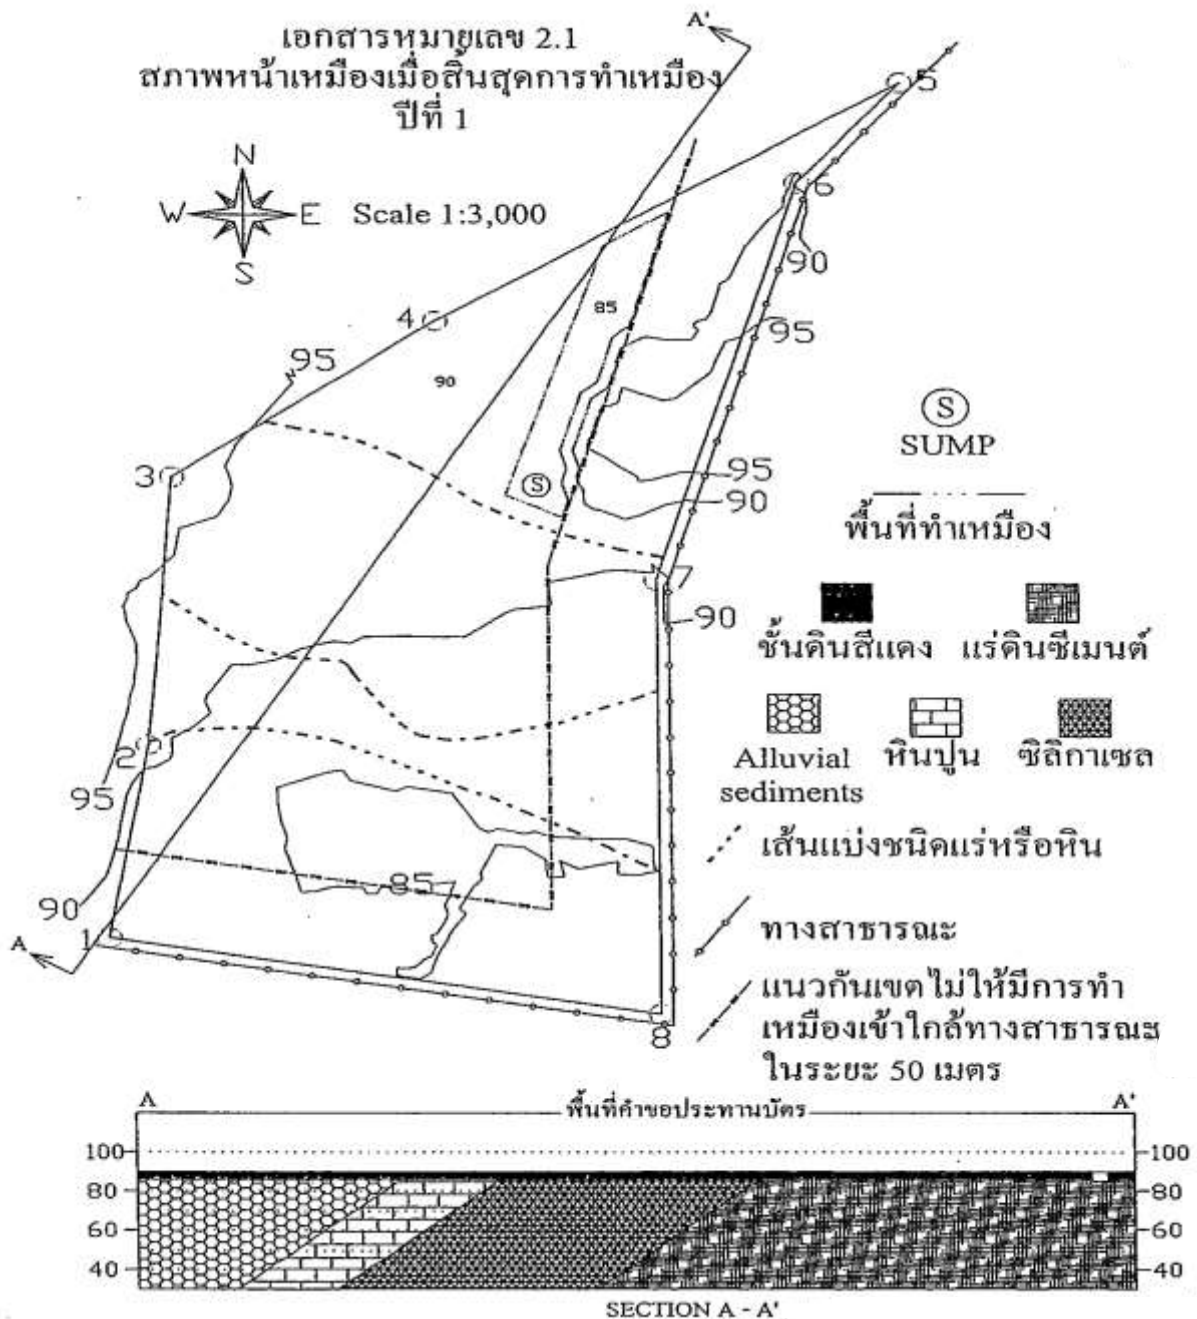 เอกสารหมายเลข 2.1
สภาพหน้าเหมืองเมื่อสิ้นสุดการทำเหมือง
ปีที่ 1
A'
N
W E
S
Scale 1:3,000
5
6
90
85
4
95
95
90
3
S
95
90
7
90
2
95
85
90
1
A
8
S
SUMP
พื้นที่ทำเหมือง
ชั้นดินสีแดง
แร่ดินซีเมนต์
Alluvial sediments
หินปูน
ซิลิกาเชล
เส้นแบ่งชนิดแร่หรือหิน
ทางสาธารณะ
แนวกันเขตไม่ให้มีการทำ
เหมืองเข้าใกล้ทางสาธารณะ
ในระยะ 50 เมตร
A
พื้นที่คำขอประทานบัตร
A'
100 100
80 80
60 60
40 40
SECTION A - A'